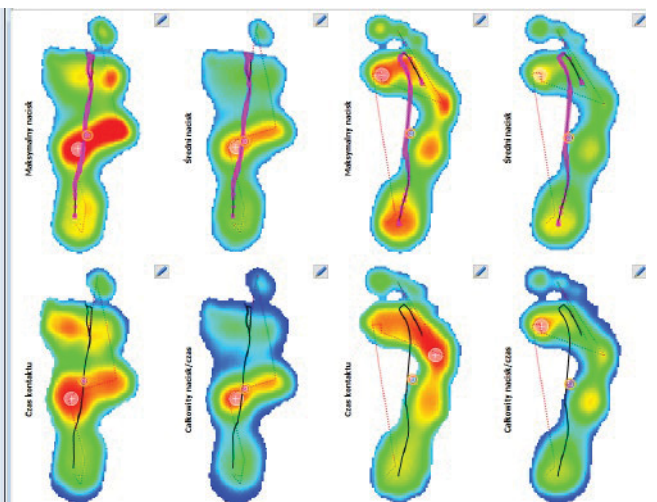 Maksymalny nacisk
Średni nacisk
Maksymalny nacisk
Średni nacisk
Czas kontaktu
Całkowity nacisk/czas
Czas kontaktu
Całkowity nacisk/czas